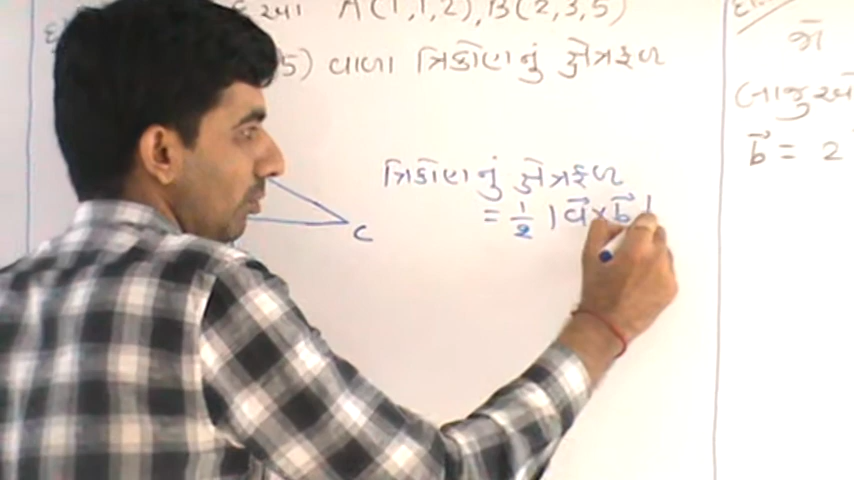 A(1,1,2), B(2,3,5)
5) વાળા ત્રિકોણનું ક્ષેત્રફળ
ત્રિકોણનું ક્ષેત્રફળ
= 1/2 |a⃗ × b⃗|
C
જો
બાજુઓ
b⃗ = 2